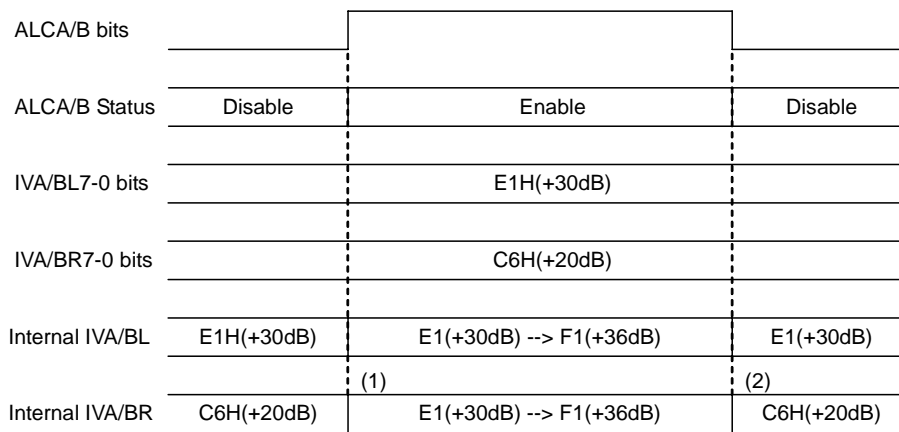 ALCA/B bits
ALCA/B Status Disable Enable Disable
IVA/BL7-0 bits E1H(+30dB)
IVA/BR7-0 bits C6H(+20dB)
Internal IVA/BL E1H(+30dB) E1(+30dB) --> F1(+36dB) E1(+30dB)
(1) (2)
Internal IVA/BR C6H(+20dB) E1(+30dB) --> F1(+36dB) C6H(+20dB)